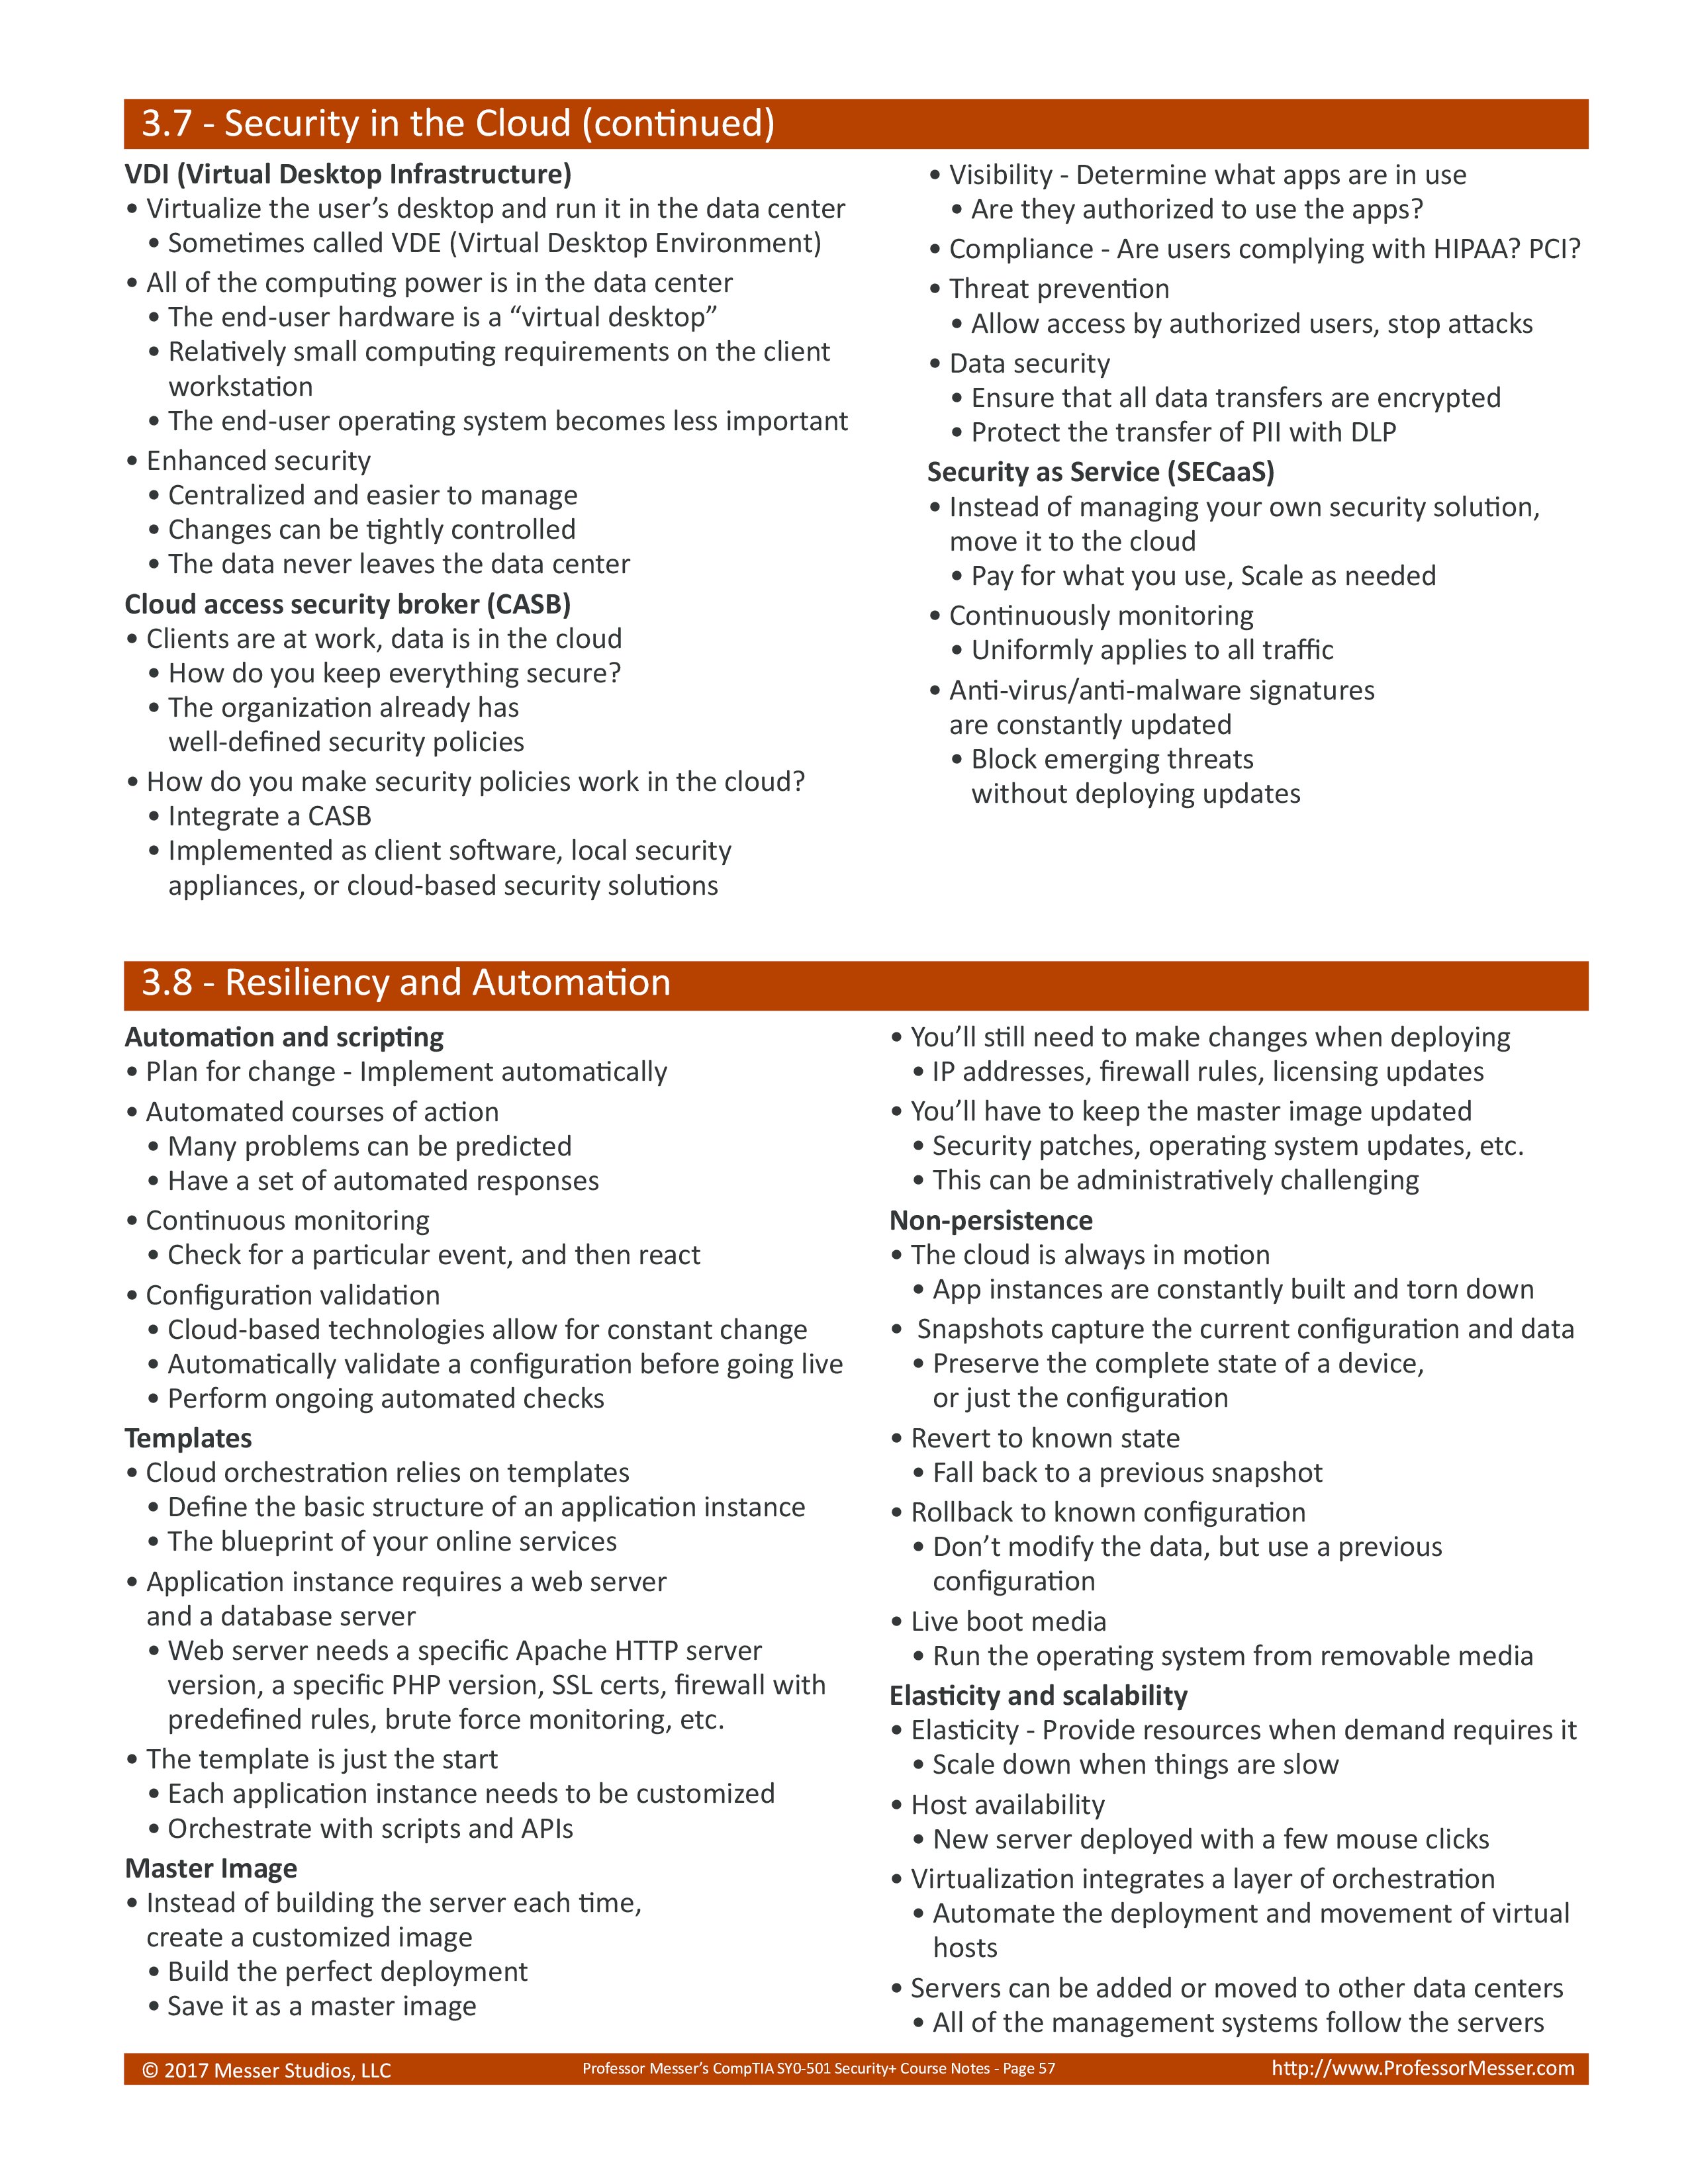 3.7 - Security in the Cloud (continued)
VDI (Virtual Desktop Infrastructure)
• Virtualize the user’s desktop and run it in the data center
• Sometimes called VDE (Virtual Desktop Environment)
• All of the computing power is in the data center
• The end-user hardware is a “virtual desktop”
• Relatively small computing requirements on the client
workstation
• The end-user operating system becomes less important
• Enhanced security
• Centralized and easier to manage
• Changes can be tightly controlled
• The data never leaves the data center
Cloud access security broker (CASB)
• Clients are at work, data is in the cloud
• How do you keep everything secure?
• The organization already has
well-defined security policies
• How do you make security policies work in the cloud?
• Integrate a CASB
• Implemented as client software, local security
appliances, or cloud-based security solutions
• Visibility - Determine what apps are in use
• Are they authorized to use the apps?
• Compliance - Are users complying with HIPAA? PCI?
• Threat prevention
• Allow access by authorized users, stop attacks
• Data security
• Ensure that all data transfers are encrypted
• Protect the transfer of PII with DLP
Security as Service (SECaaS)
• Instead of managing your own security solution,
move it to the cloud
• Pay for what you use, Scale as needed
• Continuously monitoring
• Uniformly applies to all traffic
• Anti-virus/anti-malware signatures
are constantly updated
• Block emerging threats
without deploying updates
3.8 - Resiliency and Automation
Automation and scripting
• Plan for change - Implement automatically
• Automated courses of action
• Many problems can be predicted
• Have a set of automated responses
• Continuous monitoring
• Check for a particular event, and then react
• Configuration validation
• Cloud-based technologies allow for constant change
• Automatically validate a configuration before going live
• Perform ongoing automated checks
Templates
• Cloud orchestration relies on templates
• Define the basic structure of an application instance
• The blueprint of your online services
• Application instance requires a web server
and a database server
• Web server needs a specific Apache HTTP server
version, a specific PHP version, SSL certs, firewall with
predefined rules, brute force monitoring, etc.
• The template is just the start
• Each application instance needs to be customized
• Orchestrate with scripts and APIs
Master Image
• Instead of building the server each time,
create a customized image
• Build the perfect deployment
• Save it as a master image
• You’ll still need to make changes when deploying
• IP addresses, firewall rules, licensing updates
• You’ll have to keep the master image updated
• Security patches, operating system updates, etc.
• This can be administratively challenging
Non-persistence
• The cloud is always in motion
• App instances are constantly built and torn down
• Snapshots capture the current configuration and data
• Preserve the complete state of a device,
or just the configuration
• Revert to known state
• Fall back to a previous snapshot
• Rollback to known configuration
• Don’t modify the data, but use a previous
configuration
• Live boot media
• Run the operating system from removable media
Elasticity and scalability
• Elasticity - Provide resources when demand requires it
• Scale down when things are slow
• Host availability
• New server deployed with a few mouse clicks
• Virtualization integrates a layer of orchestration
• Automate the deployment and movement of virtual
hosts
• Servers can be added or moved to other data centers
• All of the management systems follow the servers
© 2017 Messer Studios, LLC
Professor Messer’s CompTIA SY0-501 Security+ Course Notes - Page 57
http://www.ProfessorMesser.com